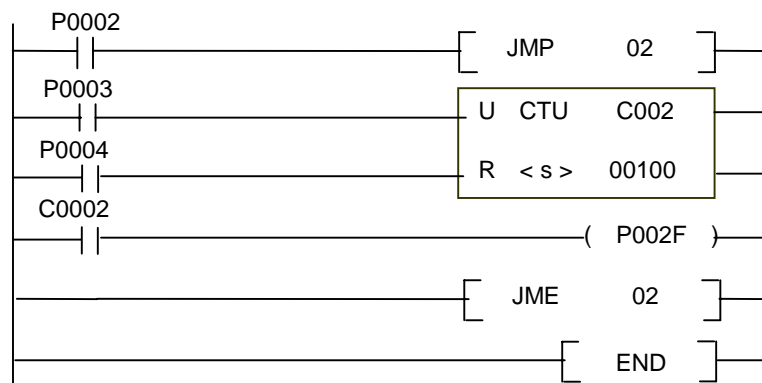 P0002
JMP 02
P0003
U CTU C002
P0004
R < s > 00100
C0002
( P002F )
JME 02
END